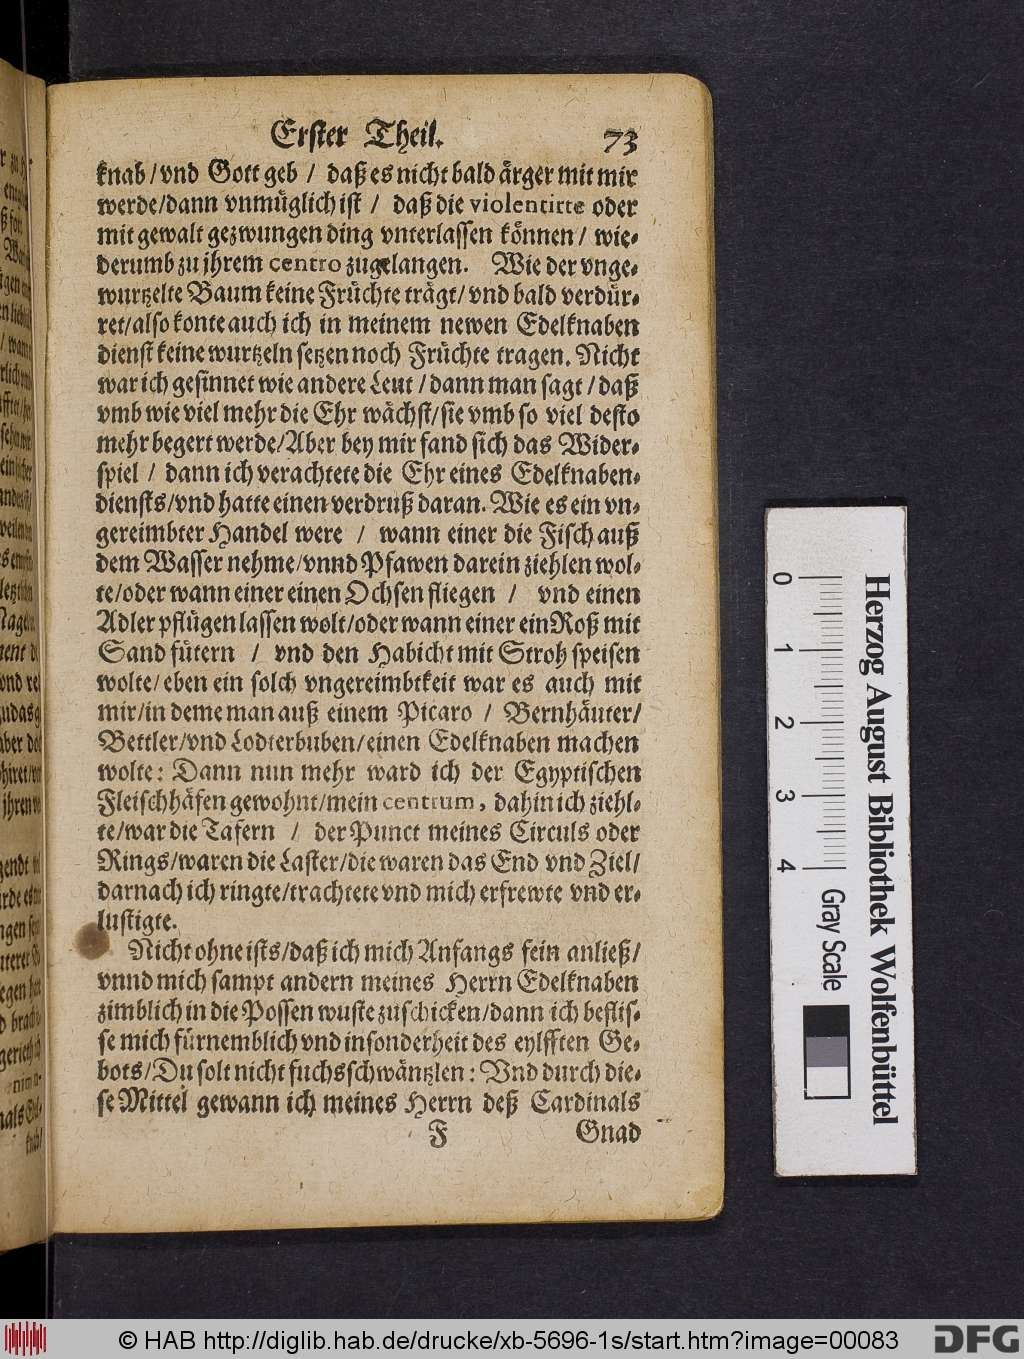 Erster Theil. 73
knab/vnd Gott geb / daß es nicht bald ärger mit mir
werde/dann vnmüglich ist / daß die violentirte oder
mit gewalt gezwungen ding vnterlassen können / wie-
derumb zu jhrem centro zugelangen. Wie der vnge-
wurtzelte Baum keine Früchte trägt/ vnd bald verdür-
ret/also konte auch ich in meinem newen Edelknaben
dienst keine wurtzeln setzen noch Früchte tragen. Nicht
war ich gesinnet wie andere Leut / dann man sagt / daß
vmb wie viel mehr die Ehr wächst/sie vmb so viel desto
mehr begert werde/Aber bey mir fand sich das Wider-
spiel / dann ich verachtete die Ehr eines Edelknaben-
diensts/vnd hatte einen verdruß daran. Wie es ein vn-
gereimbter Handel were / wann einer die Fisch auß
dem Wasser nehme/vnnd Pfawen darein ziehlen wol-
te/oder wann einer einen Ochsen fliegen / vnd einen
Adler pflügen lassen wolt/oder wann einer ein Roß mit
Sand fütern / vnd den Habicht mit Stroh speisen
wolte/eben ein solch vngereimbtkeit war es auch mit
mir/in deme man auß einem Picaro / Bernhäuter/
Bettler/vnd Lodterbuben/einen Edelknaben machen
wolte: Dann nun mehr ward ich der Egyptischen
Fleischhäfen gewohnt/mein centrum, dahin ich ziehl-
te/war die Tafern / der Punct meines Circuls oder
Rings/waren die Laster/die waren das End vnd Ziel/
darnach ich ringte/trachtete vnd mich erfrewte vnd er-
lustigte.
Nicht ohne ists/daß ich mich Anfangs fein anließ/
vnnd mich sampt andern meines Herrn Edelknaben
zimblich in die Possen wuste zuschicken/dann ich beflis-
se mich fürnemblich vnd insonderheit des eylfften Ge-
bots/Du solt nicht fuchsschwäntzlen: Vnd durch die-
se Mittel gewann ich meines Herrn deß Cardinals
F Gnad
0 1 2 3 4
Herzog August Bibliothek Wolfenbüttel
Gray Scale
© HAB http://diglib.hab.de/drucke/xb-5696-1s/start.htm?image=00083
DFG